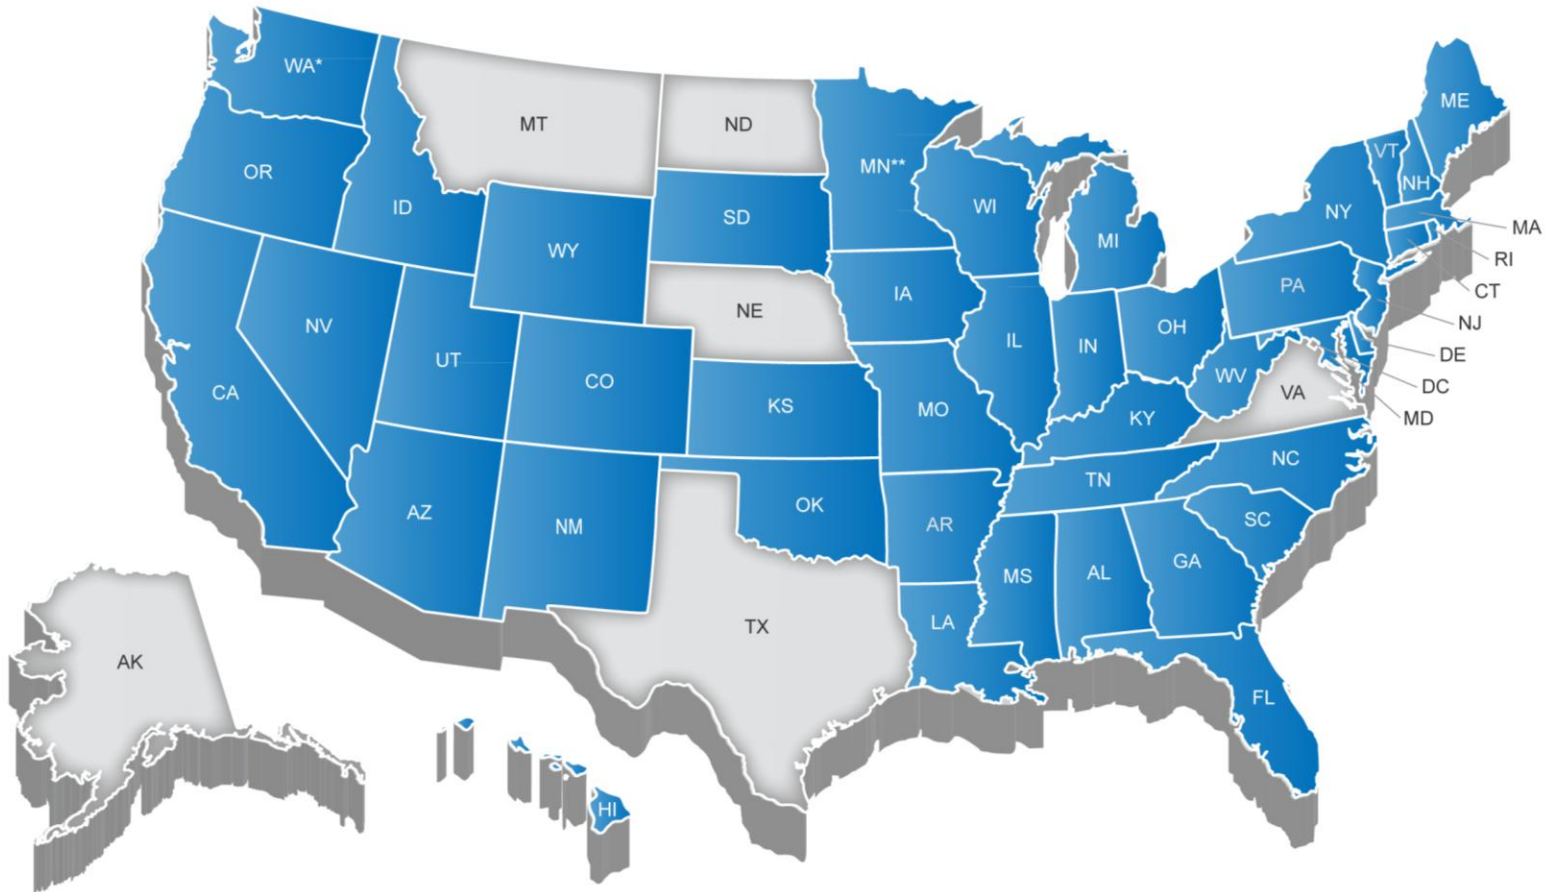 WA*
MT
ND
MN**
ME
VT
NH
OR
ID
SD
WI
NY
MA
WY
MI
RI
IA
PA
CT
NV
NE
OH
NJ
UT
IL
IN
DE
CO
WV
DC
CA
KS
MO
KY
VA
MD
NC
TN
AZ
NM
OK
AR
SC
GA
MS
AL
TX
LA
AK
FL
HI